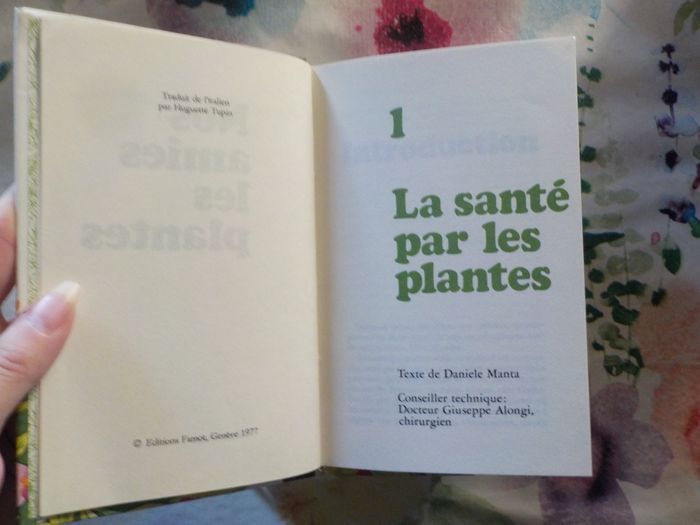 Traduit de l'italien
par Huguette Tupin
© Editions Famot, Genève 1977
1
La santé
par les
plantes
Texte de Daniele Manta
Conseiller technique:
Docteur Giuseppe Alongi,
chirurgien